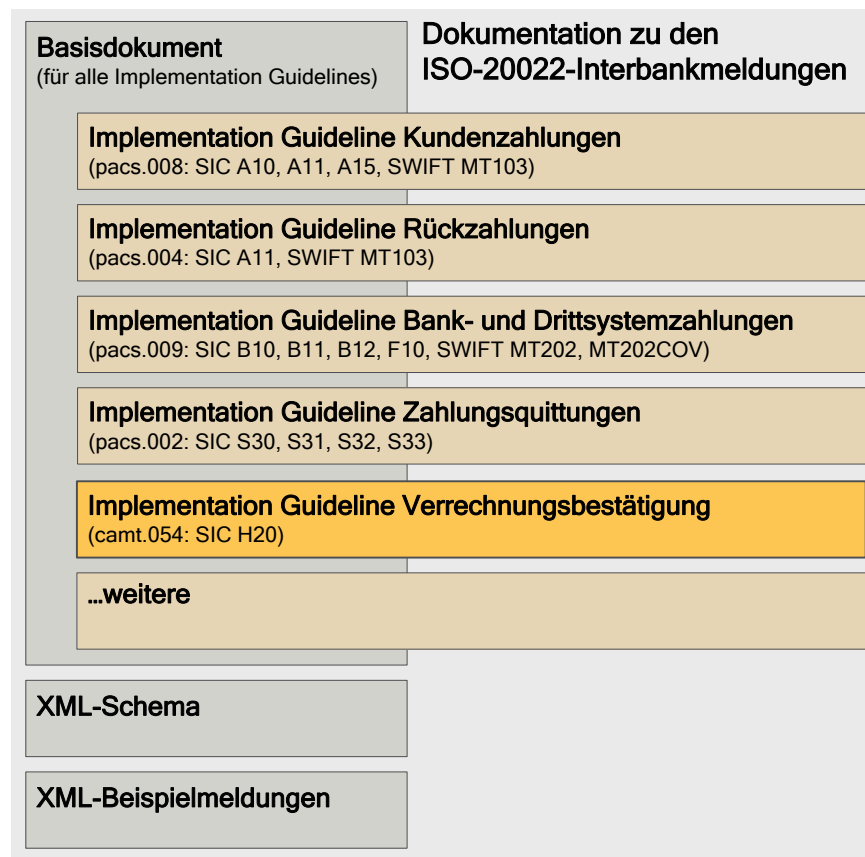 Basisdokument
(für alle Implementation Guidelines)
Dokumentation zu den
ISO-20022-Interbankmeldungen
Implementation Guideline Kundenzahlungen
(pacs.008: SIC A10, A11, A15, SWIFT MT103)
Implementation Guideline Rückzahlungen
(pacs.004: SIC A11, SWIFT MT103)
Implementation Guideline Bank- und Drittsystemzahlungen
(pacs.009: SIC B10, B11, B12, F10, SWIFT MT202, MT202COV)
Implementation Guideline Zahlungsquittungen
(pacs.002: SIC S30, S31, S32, S33)
Implementation Guideline Verrechnungsbestätigung
(camt.054: SIC H20)
...weitere
XML-Schema
XML-Beispielmeldungen